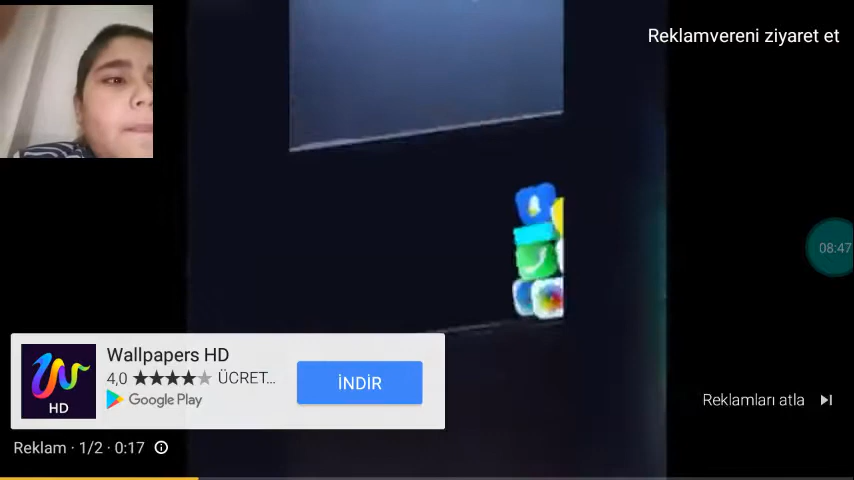 Reklamvereni ziyaret et
08:47
Wallpapers HD
4,0 ★★★★★ ÜCRET...
HD
Google Play
İNDİR
Reklamları atla
Reklam · 1/2 · 0:17